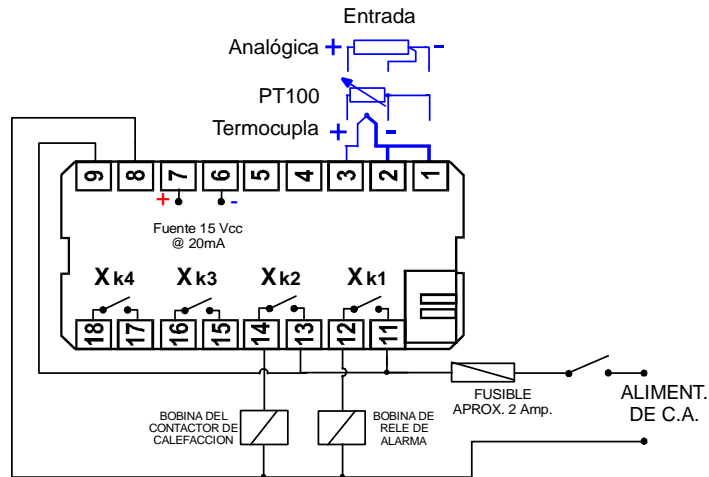 Entrada
Analógica + -
PT100
Termocupla + -
9 8 7 6 5 4 3 2 1
+ -
Fuente 15 Vcc
@ 20mA
Xk4 Xk3 Xk2 Xk1
18 17 16 15 14 13 12 11
FUSIBLE
APROX. 2 Amp.
ALIMENT.
DE C.A.
BOBINA DEL
CONTACTOR DE
CALEFACCION
BOBINA DE
RELE DE
ALARMA